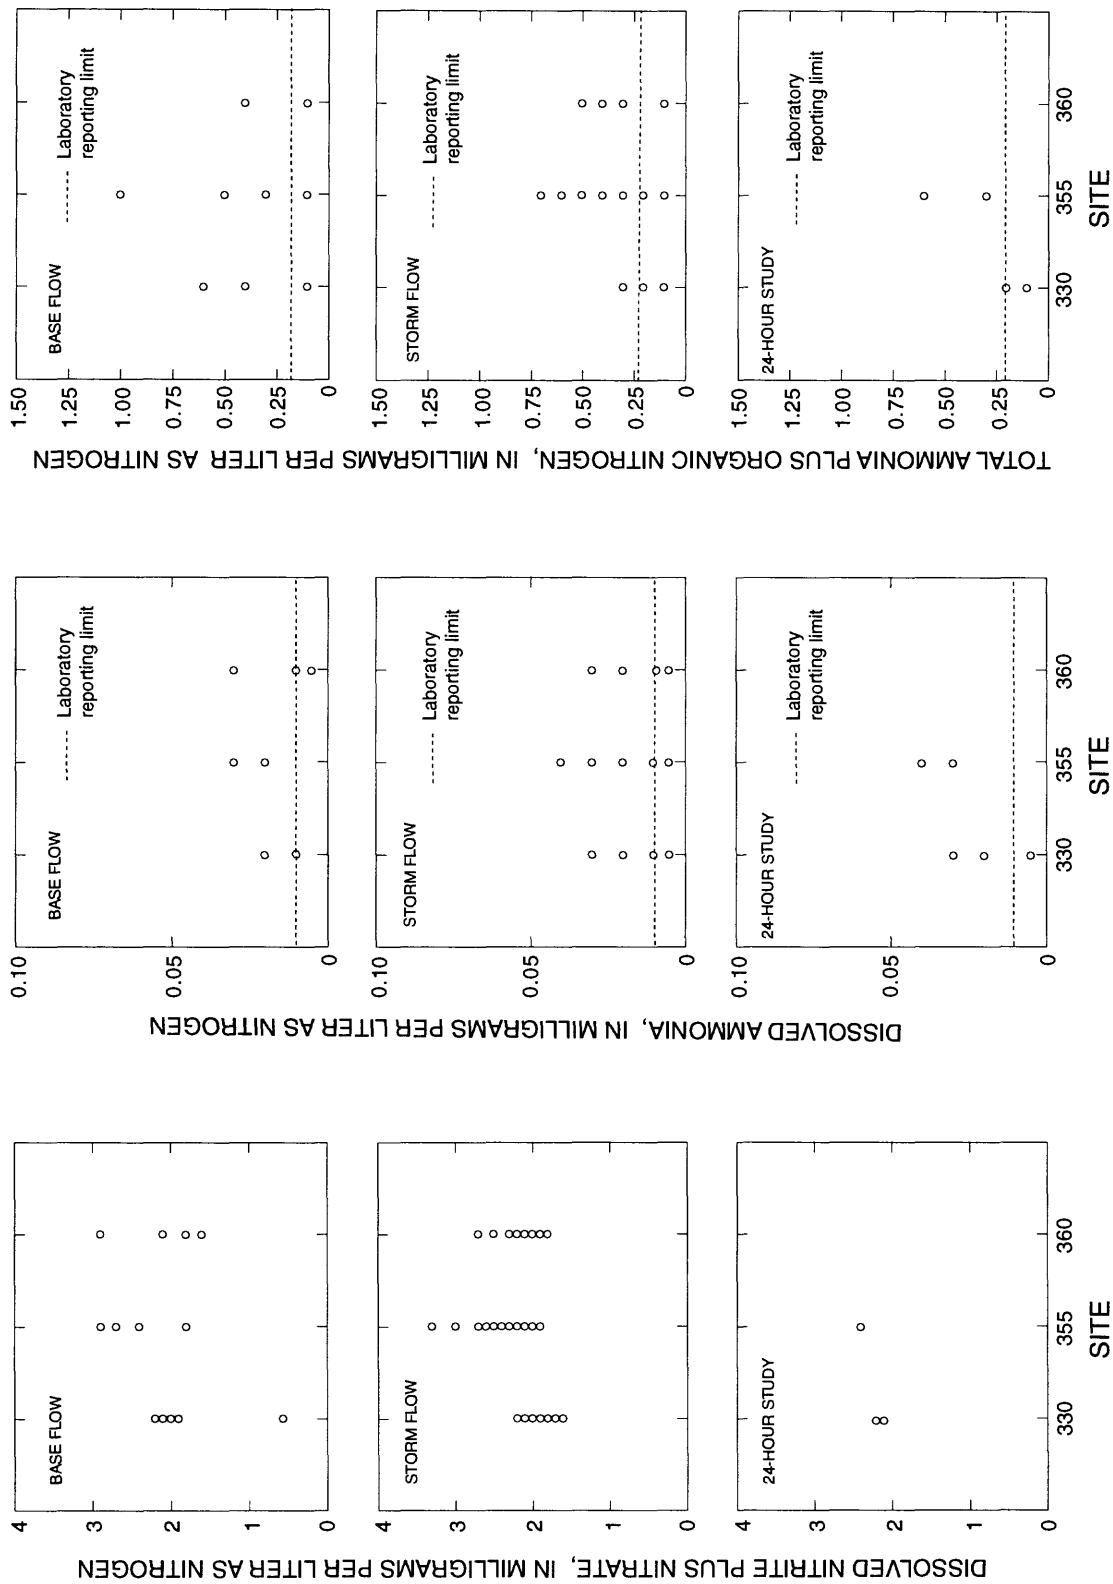 DISSOLVED NITRITE PLUS NITRATE, IN MILLIGRAMS PER LITER AS NITROGEN
4
3
2
1
0
BASE FLOW
4
3
2
1
0
STORM FLOW
4
3
2
1
0
24-HOUR STUDY
330
355
360
SITE
DISSOLVED AMMONIA, IN MILLIGRAMS PER LITER AS NITROGEN
0.10
0.05
0
BASE FLOW
Laboratory
reporting limit
0.10
0.05
0
STORM FLOW
Laboratory
reporting limit
0.10
0.05
0
24-HOUR STUDY
Laboratory
reporting limit
330
355
360
SITE
TOTAL AMMONIA PLUS ORGANIC NITROGEN, IN MILLIGRAMS PER LITER AS NITROGEN
1.50
1.25
1.00
0.75
0.50
0.25
0
BASE FLOW
Laboratory
reporting limit
1.50
1.25
1.00
0.75
0.50
0.25
0
STORM FLOW
Laboratory
reporting limit
1.50
1.25
1.00
0.75
0.50
0.25
0
24-HOUR STUDY
Laboratory
reporting limit
330
355
360
SITE